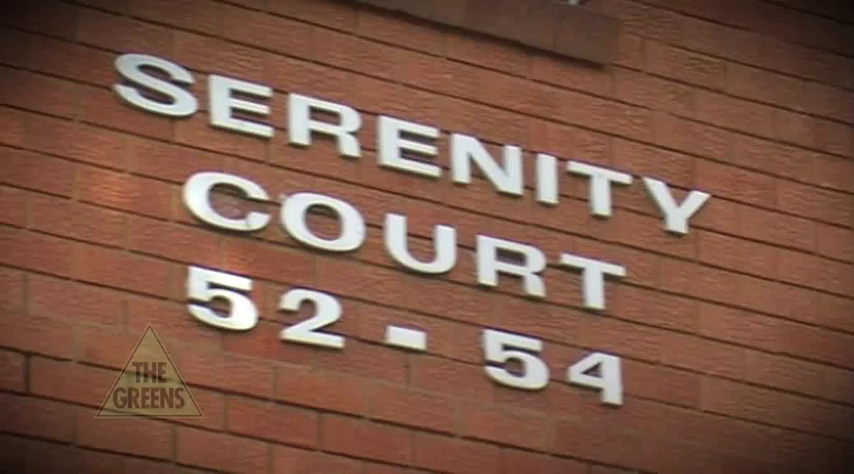 SERENITY
COURT
52 - 54
THE
GREENS